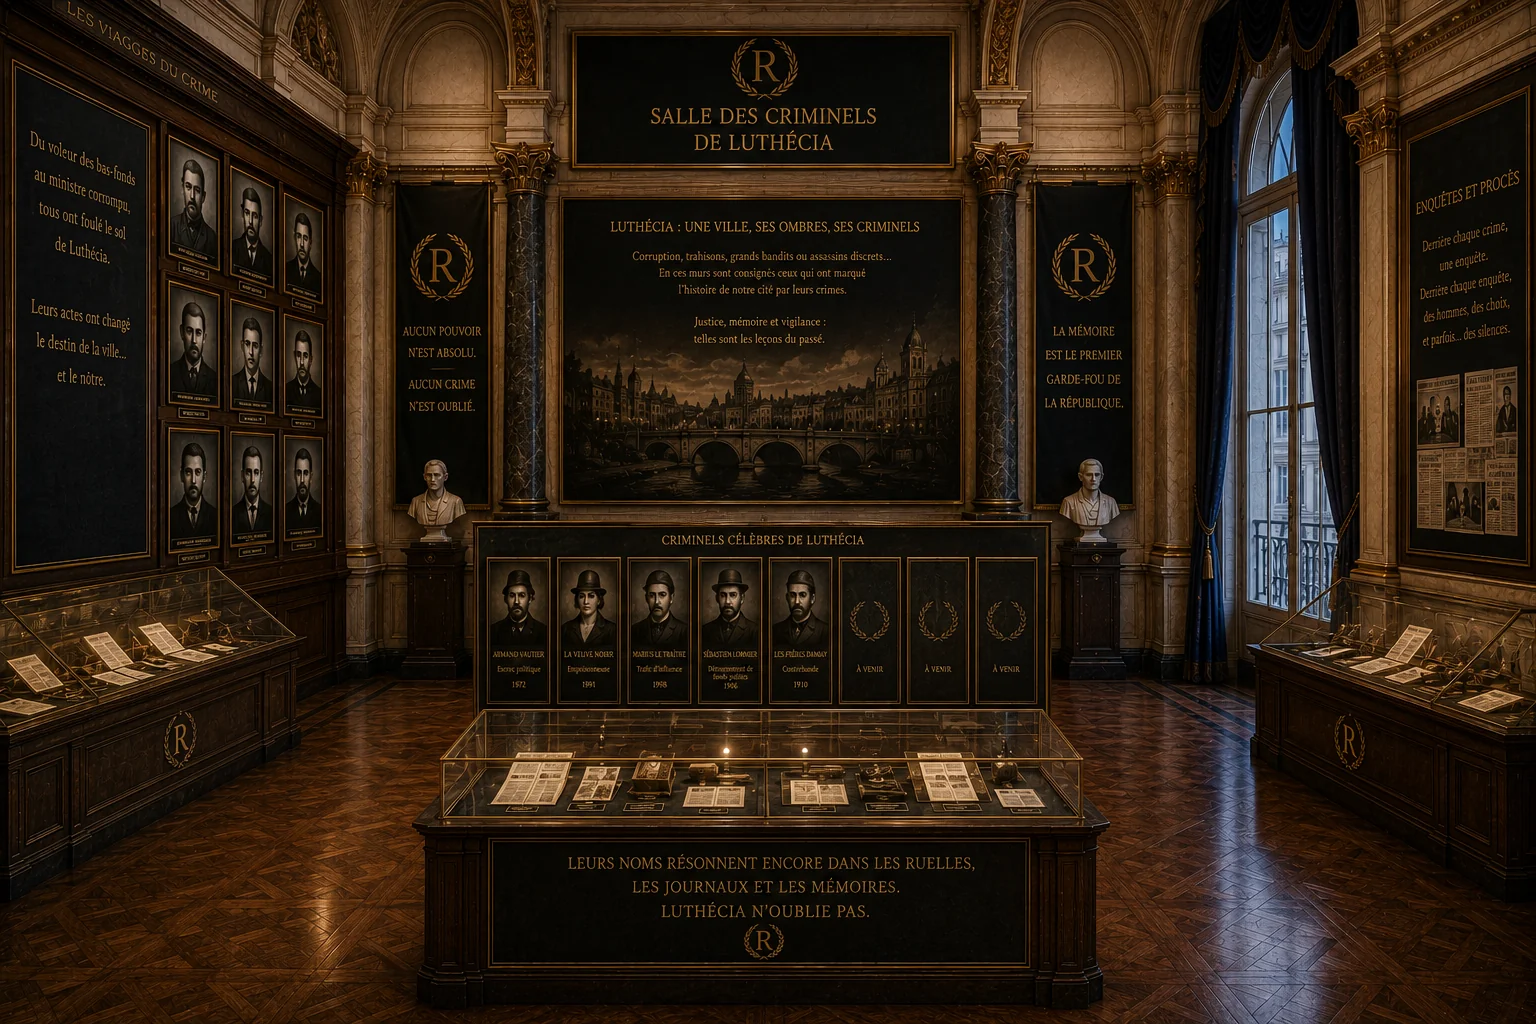 LES VIAGGES DU CRIME
Du voleur des bas-fonds
au ministre corrompu,
tous ont foulé le sol
de Luthécia.
Leurs actes ont changé
le destin de la ville...
et le nôtre.
R
AUCUN POUVOIR
N'EST ABSOLU.
AUCUN CRIME
N'EST OUBLIÉ.
R
SALLE DES CRIMINELS
DE LUTHÉCIA
LUTHÉCIA : UNE VILLE, SES OMBRES, SES CRIMINELS
Corruption, trahisons, grands bandits ou assassins discrets...
En ces murs sont consignés ceux qui ont marqué
l'histoire de notre cité par leurs crimes.
Justice, mémoire et vigilance :
telles sont les leçons du passé.
R
LA MÉMOIRE
EST LE PREMIER
GARDE-FOU DE
LA RÉPUBLIQUE.
ENQUÊTES ET PROCÈS
Derrière chaque crime,
une enquête.
Derrière chaque enquête,
des hommes, des choix,
et parfois... des silences.
CRIMINELS CÉLÈBRES DE LUTHÉCIA
ARMAND VAUTIER
Escroc politique
1972
LA VEUVE NOIRE
Empoisonneuse
1991
MARIUS LE TRAÎTRE
Trafic d'influence
1998
SÉBASTIEN
Détournement de
fonds publics
1906
LES FRÈRES
Contrebande
1910
À VENIR
À VENIR
À VENIR
R
R
LEURS NOMS RÉSONNENT ENCORE DANS LES RUELLES,
LES JOURNAUX ET LES MÉMOIRES.
LUTHÉCIA N'OUBLIE PAS.
R